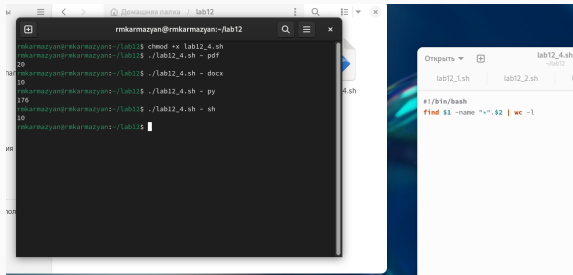 ы
Домашняя папка / lab12
rmkarmazyan@rmkarmazyan:~/lab12
rmkarmazyan@rmkarmazyan:~/lab12$ chmod +x lab12_4.sh
rmkarmazyan@rmkarmazyan:~/lab12$ ./lab12_4.sh ~ pdf
20
rmkarmazyan@rmkarmazyan:~/lab12$ ./lab12_4.sh ~ docx
10
rmkarmazyan@rmkarmazyan:~/lab12$ ./lab12_4.sh ~ py
176
rmkarmazyan@rmkarmazyan:~/lab12$ ./lab12_4.sh ~ sh
10
rmkarmazyan@rmkarmazyan:~/lab12$
4.sh
ия
Открыть
lab12_4.sh
~/lab12
lab12_1.sh
lab12_2.sh
#!/bin/bash
find $1 -name "*".$2 | wc -l